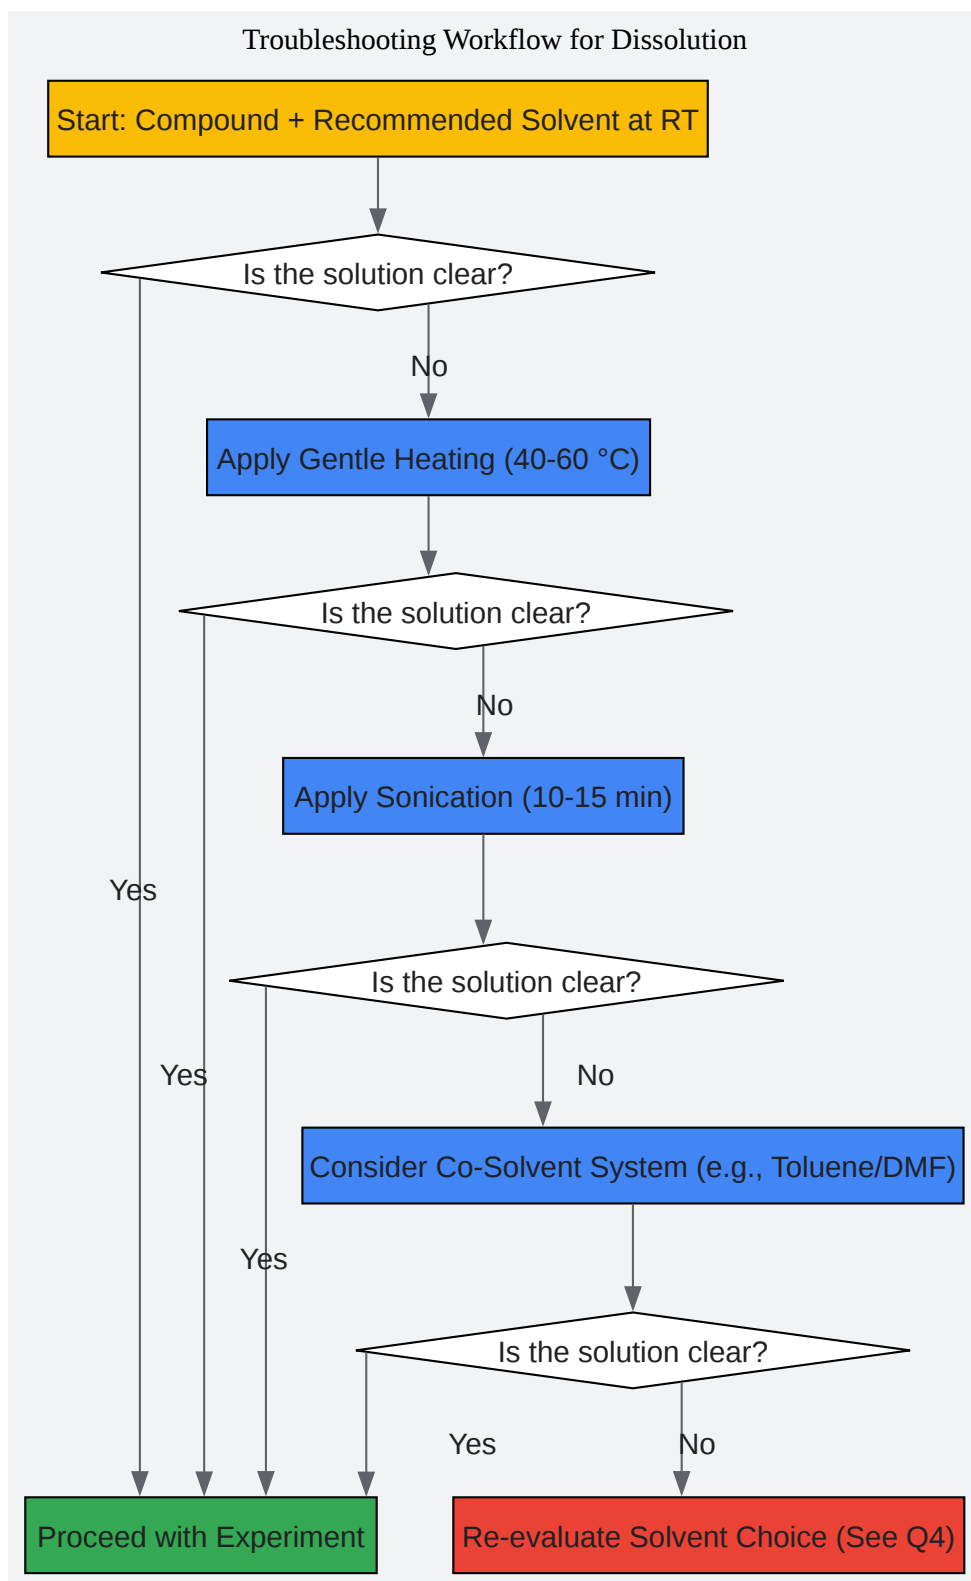 Troubleshooting Workflow for Dissolution
Start: Compound + Recommended Solvent at RT
Is the solution clear?
No
Apply Gentle Heating (40-60 °C)
Is the solution clear?
No
Apply Sonication (10-15 min)
Yes
Is the solution clear?
Yes
No
Consider Co-Solvent System (e.g., Toluene/DMF)
Yes
Is the solution clear?
Yes
No
Proceed with Experiment
Re-evaluate Solvent Choice (See Q4)